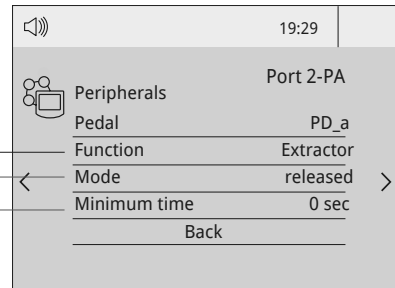 19:29
Port 2-PA
Peripherals
Pedal PD_a
Function Extractor
Mode released
Minimum time 0 sec
Back